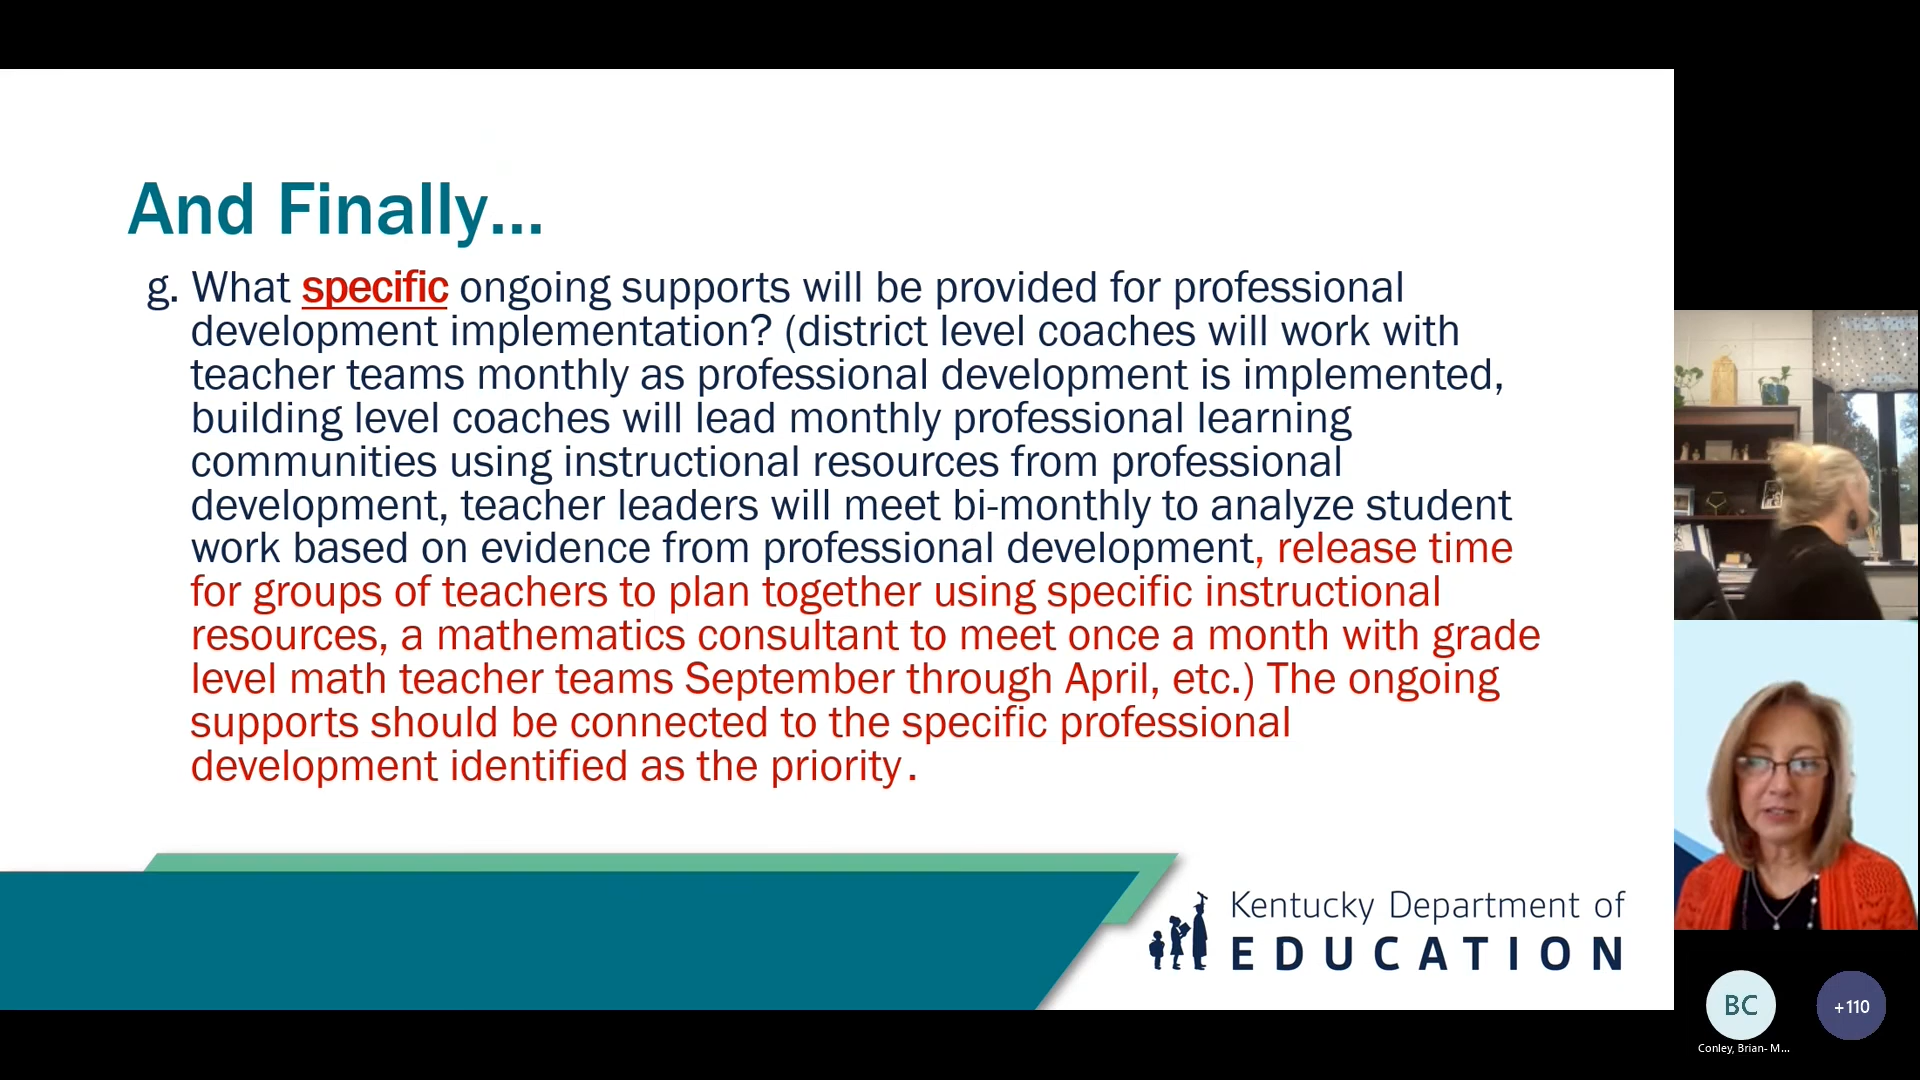 And Finally...
g. What specific ongoing supports will be provided for professional
development implementation? (district level coaches will work with
teacher teams monthly as professional development is implemented,
building level coaches will lead monthly professional learning
communities using instructional resources from professional
development, teacher leaders will meet bi-monthly to analyze student
work based on evidence from professional development, release time
for groups of teachers to plan together using specific instructional
resources, a mathematics consultant to meet once a month with grade
level math teacher teams September through April, etc.) The ongoing
supports should be connected to the specific professional
development identified as the priority.
Kentucky Department of
EDUCATION
BC
+110
Conley, Brian- M...